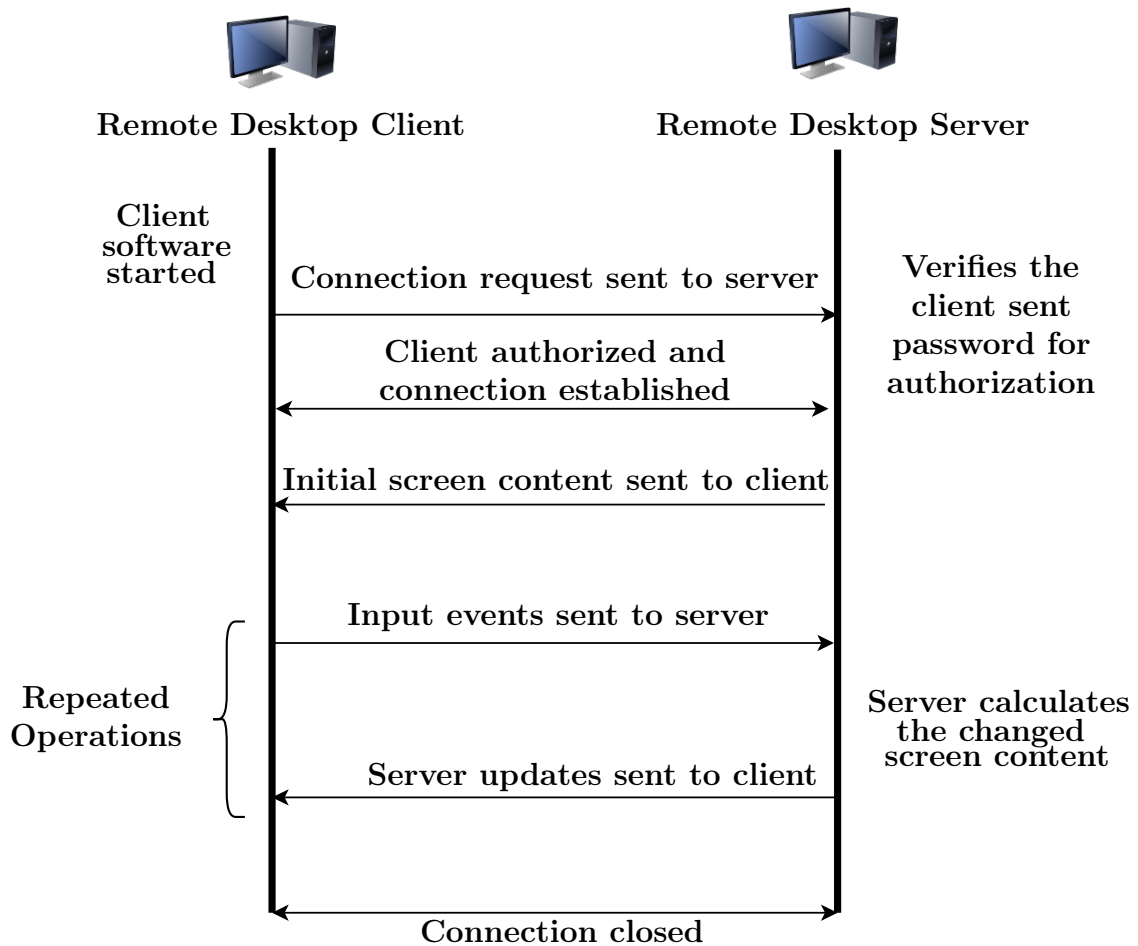 Remote Desktop Client
Remote Desktop Server
Client
software
started
Connection request sent to server
Verifies the
client sent
password for
authorization
Client authorized and
connection established
Initial screen content sent to client
Input events sent to server
Repeated
Operations
Server calculates
the changed
screen content
Server updates sent to client
Connection closed